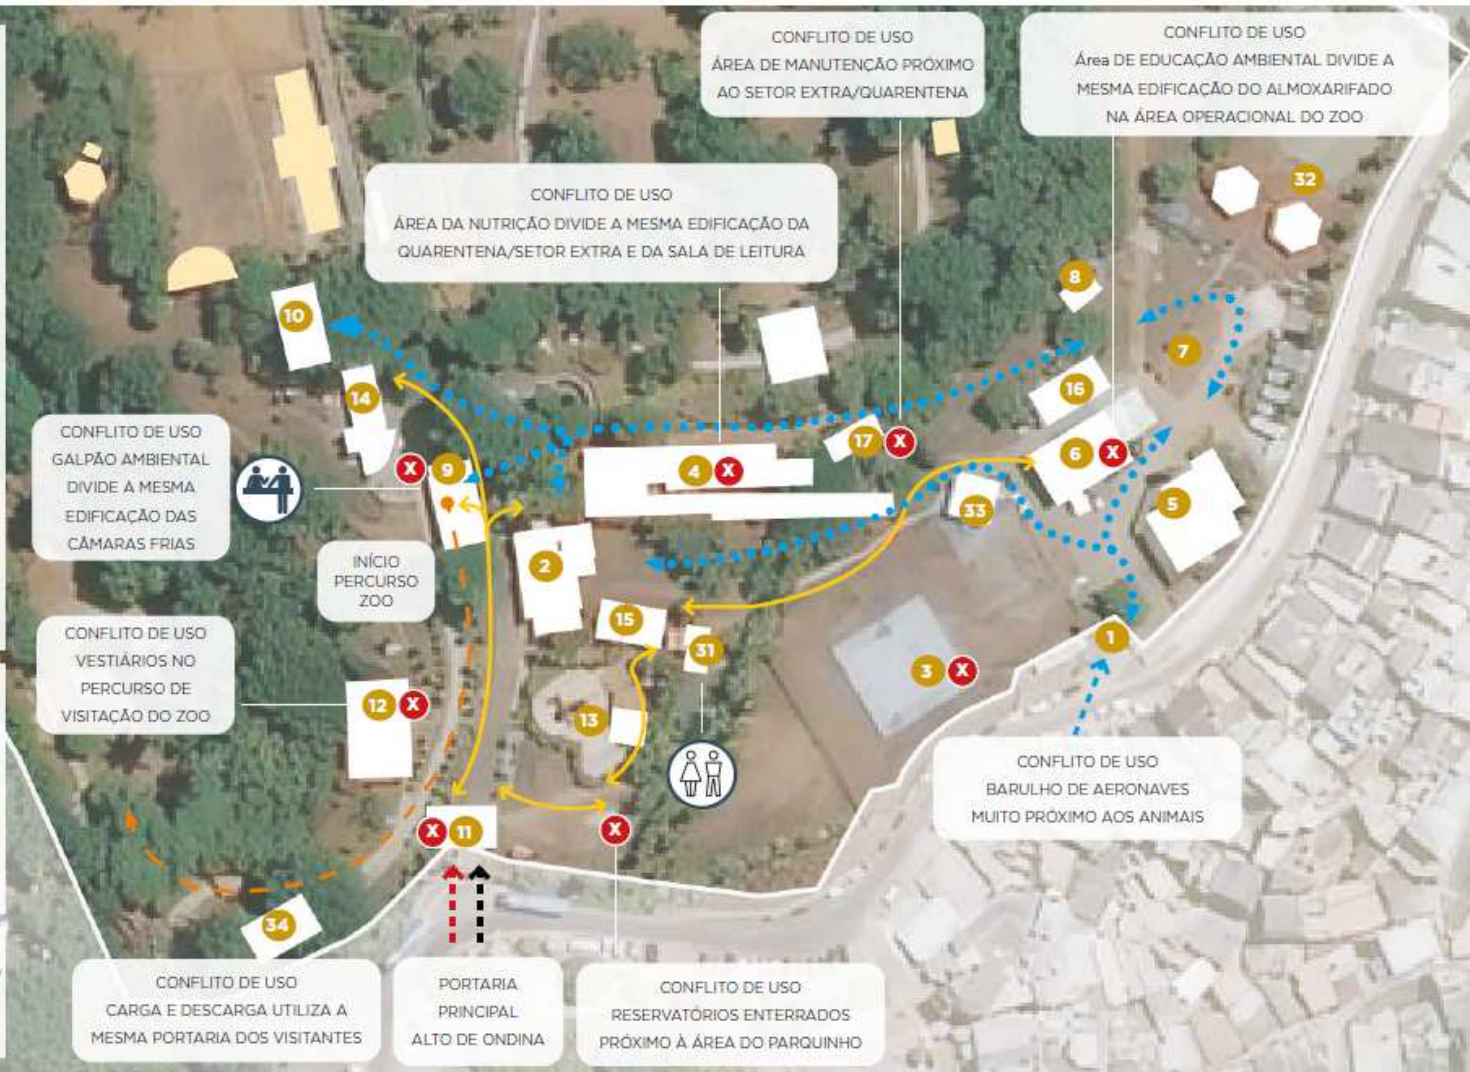 CONFLITO DE USO
ÁREA DE MANUTENÇÃO PRÓXIMO
AO SETOR EXTRA/QUARENTENA
CONFLITO DE USO
Área DE EDUCAÇÃO AMBIENTAL DIVIDE A
MESMA EDIFICAÇÃO DO ALMOXARIFADO
NA ÁREA OPERACIONAL DO ZOO
CONFLITO DE USO
ÁREA DA NUTRIÇÃO DIVIDE A MESMA EDIFICAÇÃO DA
QUARENTENA/SETOR EXTRA E DA SALA DE LEITURA
32
8
10
7
14
16
CONFLITO DE USO
GALPÃO AMBIENTAL
DIVIDE A MESMA
EDIFICAÇÃO DAS
CÂMARAS FRIAS
X
9
4
X
17
X
6
X
5
33
INÍCIO
PERCURSO
ZOO
2
15
31
1
CONFLITO DE USO
VESTIÁRIOS NO
PERCURSO DE
VISITAÇÃO DO ZOO
12
X
13
3
X
CONFLITO DE USO
BARULHO DE AERONAVES
MUITO PRÓXIMO AOS ANIMAIS
X
11
X
34
CONFLITO DE USO
CARGA E DESCARGA UTILIZA A
MESMA PORTARIA DOS VISITANTES
PORTARIA
PRINCIPAL
ALTO DE ONDINA
CONFLITO DE USO
RESERVATÓRIOS ENTERRADOS
PRÓXIMO À ÁREA DO PARQUINHO